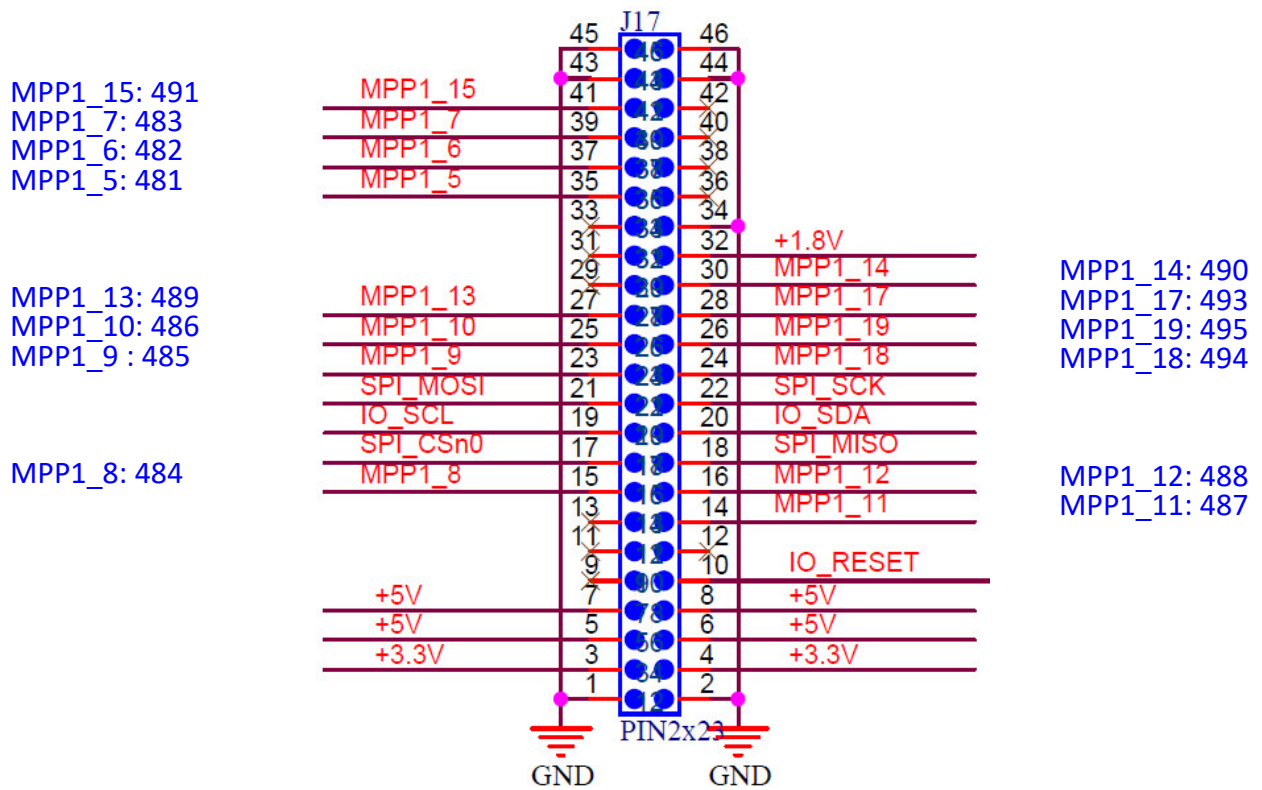 J17
45 46
43 44
MPP1_15: 491 MPP1_15 41 42
MPP1_7: 483 MPP1_7 39 40
MPP1_6: 482 MPP1_6 37 38
MPP1_5: 481 MPP1_5 35 36
33 34
31 32 +1.8V
29 30 MPP1_14 MPP1_14: 490
MPP1_13: 489 MPP1_13 27 28 MPP1_17 MPP1_17: 493
MPP1_10: 486 MPP1_10 25 26 MPP1_19 MPP1_19: 495
MPP1_9 : 485 MPP1_9 23 24 MPP1_18 MPP1_18: 494
SPI_MOSI 21 22 SPI_SCK
IO_SCL 19 20 IO_SDA
SPI_CSn0 17 18 SPI_MISO
MPP1_8: 484 MPP1_8 15 16 MPP1_12 MPP1_12: 488
13 14 MPP1_11 MPP1_11: 487
11 12
9 10 IO_RESET
+5V 7 8 +5V
+5V 5 6 +5V
+3.3V 3 4 +3.3V
1 2
PIN2x23
GND GND